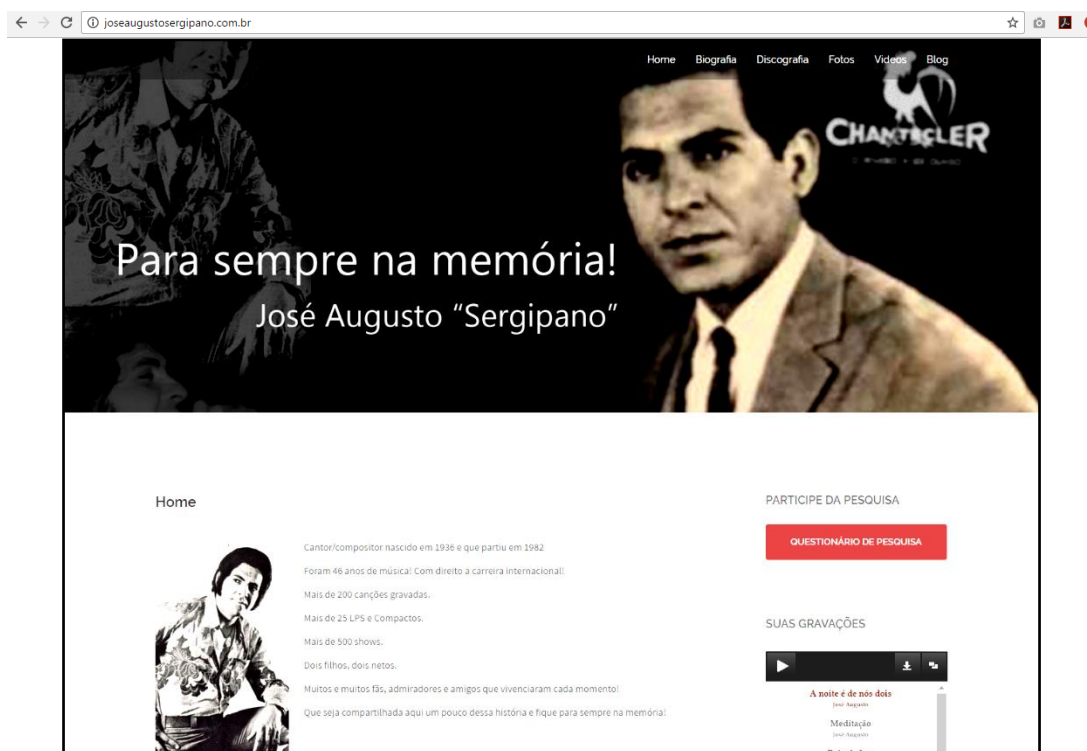 joseaugustosergipano.com.br
Home Biografia Discografia Fotos Videos Blog
CHANTECLER
Para sempre na memória!
José Augusto “Sergipano”
Home
PARTICIPE DA PESQUISA
QUESTIONÁRIO DE PESQUISA
Cantor/compositor nascido em 1936 e que partiu em 1982
Foram 46 anos de música! Com direito a carreira internacional!
Mais de 200 canções gravadas.
Mais de 25 LPS e Compactos.
Mais de 500 shows.
Dois filhos, dois netos.
Muitos e muitos fãs, admiradores e amigos que vivenciaram cada momento!
Que seja compartilhada aqui um pouco dessa história e fique para sempre na memória!
SUAS GRAVAÇÕES
A noite é de nós dois
José Augusto
Meditação
José Augusto